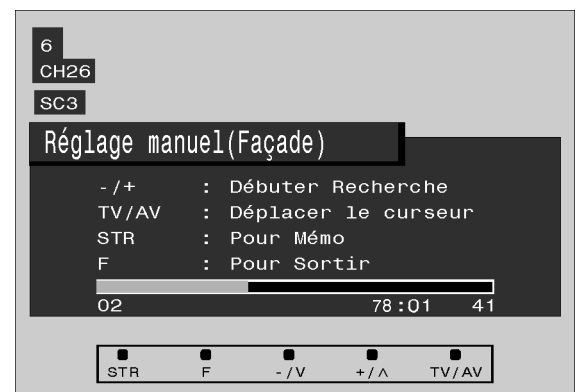 6
CH26
SC3
Réglage manuel(Façade)
-/+ : Débuter Recherche
TV/AV : Déplacer le curseur
STR : Pour Mémo
F : Pour Sortir
02 78:01 41
STR F -/V +/Λ TV/AV